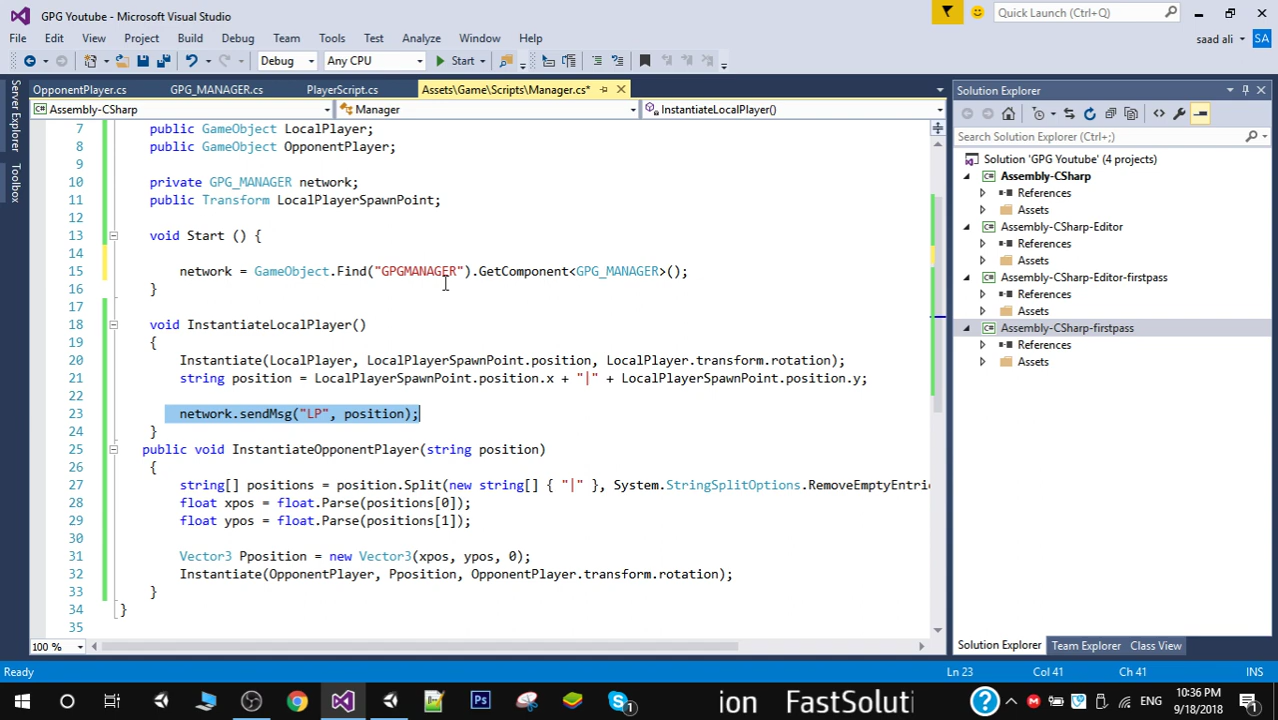 GPG Youtube - Microsoft Visual Studio
Quick Launch (Ctrl+Q)
File Edit View Project Build Debug Team Tools Test Analyze Window Help
saad ali SA
Debug Any CPU Start
Server Explorer
Toolbox
OpponentPlayer.cs GPG_MANAGER.cs PlayerScript.cs Assets\Game\Scripts\Manager.cs*
Assembly-CSharp Manager InstantiateLocalPlayer()
7 public GameObject LocalPlayer;
8 public GameObject OpponentPlayer;
9
10 private GPG_MANAGER network;
11 public Transform LocalPlayerSpawnPoint;
12
13 void Start () {
14
15 network = GameObject.Find("GPGMANAGER").GetComponent<GPG_MANAGER>();
16 }
17
18 void InstantiateLocalPlayer()
19 {
20 Instantiate(LocalPlayer, LocalPlayerSpawnPoint.position, LocalPlayer.transform.rotation);
21 string position = LocalPlayerSpawnPoint.position.x + "|" + LocalPlayerSpawnPoint.position.y;
22
23 network.sendMsg("LP", position);
24 }
25 public void InstantiateOpponentPlayer(string position)
26 {
27 string[] positions = position.Split(new string[] { "|" }, System.StringSplitOptions.RemoveEmptyEntrie
28 float xpos = float.Parse(positions[0]);
29 float ypos = float.Parse(positions[1]);
30
31 Vector3 Pposition = new Vector3(xpos, ypos, 0);
32 Instantiate(OpponentPlayer, Pposition, OpponentPlayer.transform.rotation);
33 }
34 }
35
100 %
Solution Explorer
Search Solution Explorer (Ctrl+;)
Solution 'GPG Youtube' (4 projects)
Assembly-CSharp
References
Assets
Assembly-CSharp-Editor
References
Assets
Assembly-CSharp-Editor-firstpass
References
Assets
Assembly-CSharp-firstpass
References
Assets
Solution Explorer Team Explorer Class View
Ready Ln 23 Col 41 Ch 41 INS
Ps 1 ion FastSoluti ENG 10:36 PM
9/18/2018